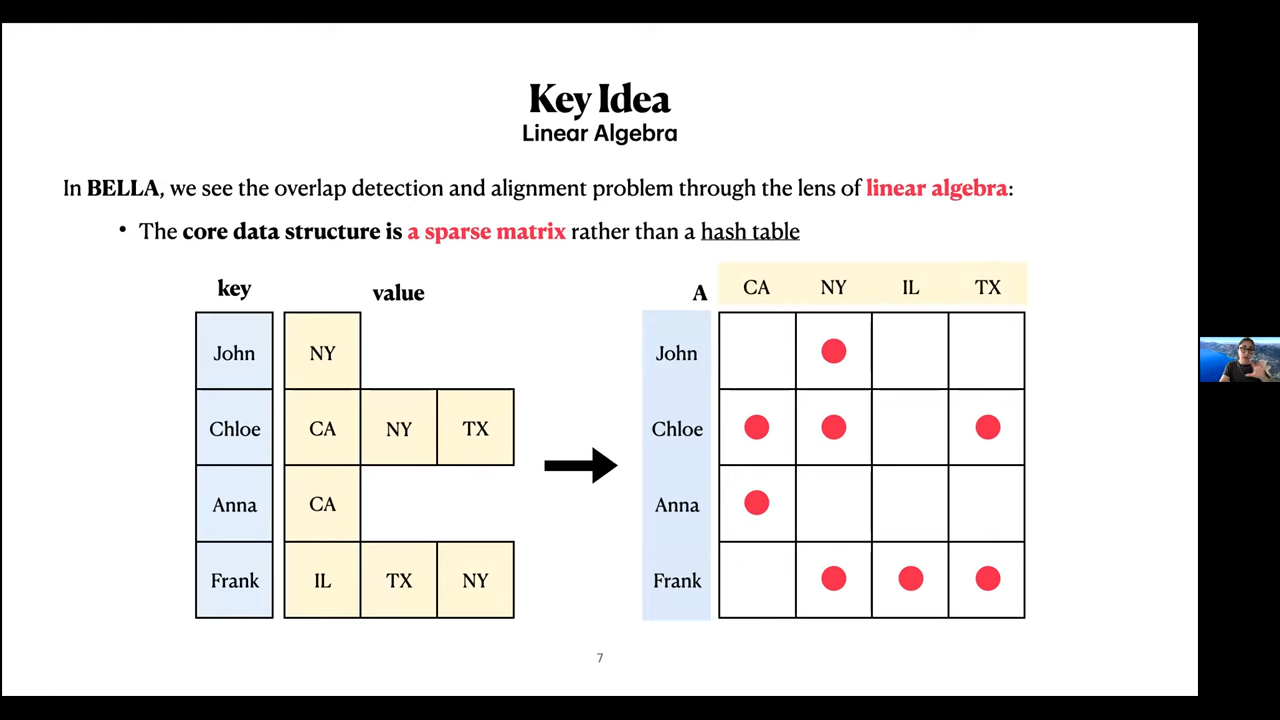 Key Idea
Linear Algebra
In BELLA, we see the overlap detection and alignment problem through the lens of linear algebra:
• The core data structure is a sparse matrix rather than a hash table
key value
John NY
Chloe CA NY TX
Anna CA
Frank IL TX NY
A CA NY IL TX
John
Chloe
Anna
Frank
7